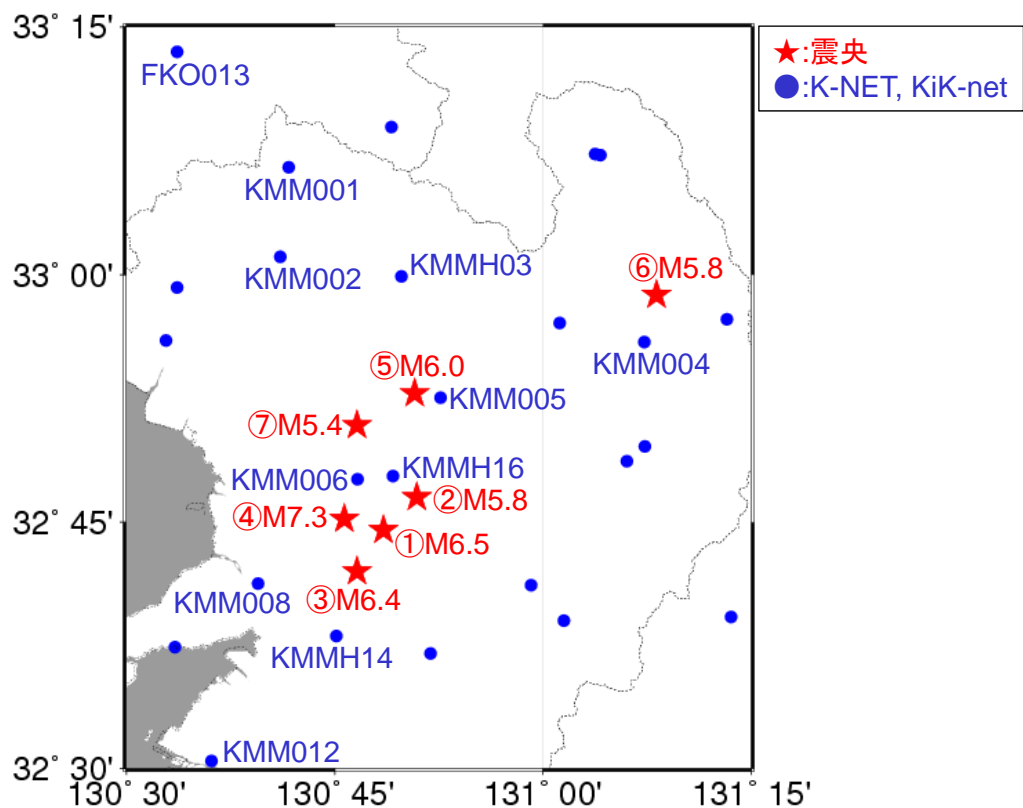 33° 15'
★:震央
●:K-NET, KiK-net
FKO013
KMM001
KMM002
KMMH03
33° 00'
⑥M5.8
KMM004
⑤M6.0
KMM005
⑦M5.4
KMM006
KMMH16
②M5.8
④M7.3
32° 45'
①M6.5
KMM008
③M6.4
KMMH14
KMM012
32° 30'
130° 30'
130° 45'
131° 00'
131° 15'